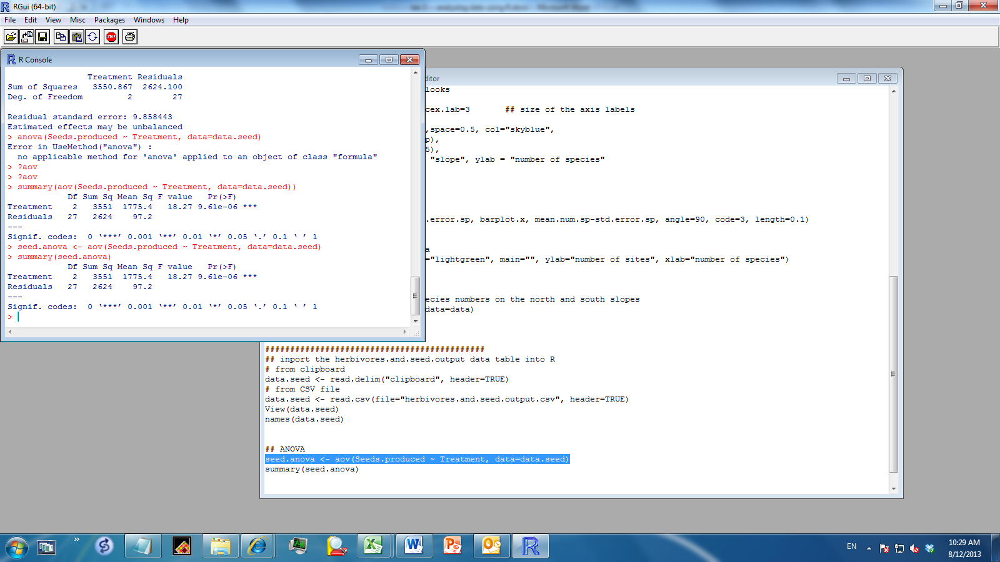 RGui (64-bit)
File Edit View Misc Packages Windows Help
STOP
R Console
Treatment Residuals
Sum of Squares 3550.867 2624.100
Deg. of Freedom 2 27
Residual standard error: 9.858443
Estimated effects may be unbalanced
> anova(Seeds.produced ~ Treatment, data=data.seed)
Error in UseMethod("anova") :
no applicable method for 'anova' applied to an object of class "formula"
> ?aov
> ?aov
> summary(aov(Seeds.produced ~ Treatment, data=data.seed))
Df Sum Sq Mean Sq F value Pr(>F)
Treatment 2 3551 1775.4 18.27 9.61e-06 ***
Residuals 27 2624 97.2
---
Signif. codes: 0 ‘***’ 0.001 ‘**’ 0.01 ‘*’ 0.05 ‘.’ 0.1 ‘ ’ 1
> seed.anova <- aov(Seeds.produced ~ Treatment, data=data.seed)
> summary(seed.anova)
Df Sum Sq Mean Sq F value Pr(>F)
Treatment 2 3551 1775.4 18.27 9.61e-06 ***
Residuals 27 2624 97.2
---
Signif. codes: 0 ‘***’ 0.001 ‘**’ 0.01 ‘*’ 0.05 ‘.’ 0.1 ‘ ’ 1
>
ditor
looks
cex.lab=3 ## size of the axis labels
,space=0.5, col="skyblue",
p),
5),
"slope", ylab = "number of species"
.error.sp, barplot.x, mean.num.sp-std.error.sp, angle=90, code=3, length=0.1)
a
="lightgreen", main="", ylab="number of sites", xlab="number of species")
ecies numbers on the north and south slopes
data=data)
############################################
## inport the herbivores.and.seed.output data table into R
# from clipboard
data.seed <- read.delim("clipboard", header=TRUE)
# from CSV file
data.seed <- read.csv(file="herbivores.and.seed.output.csv", header=TRUE)
View(data.seed)
names(data.seed)
## ANOVA
seed.anova <- aov(Seeds.produced ~ Treatment, data=data.seed)
summary(seed.anova)
EN
10:29 AM
8/12/2013